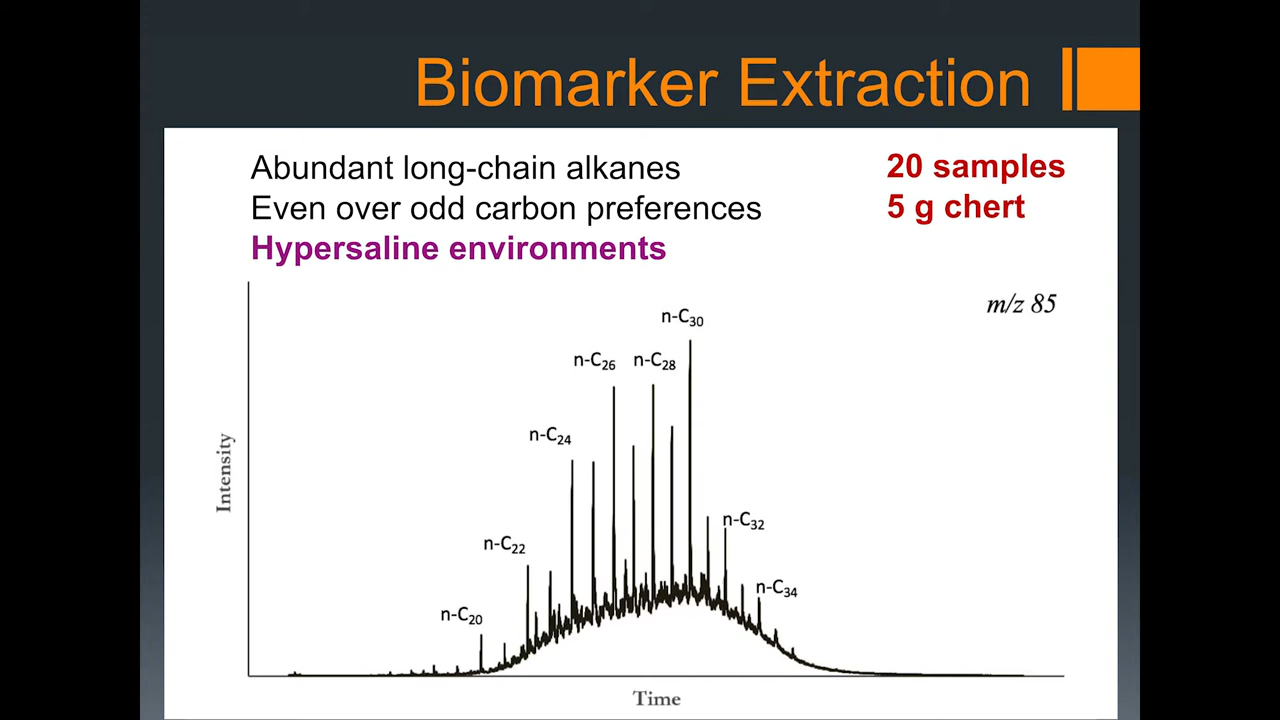 Biomarker Extraction
Abundant long-chain alkanes
Even over odd carbon preferences
Hypersaline environments
20 samples
5 g chert
m/z 85
n-C30
n-C26
n-C28
n-C24
n-C32
n-C22
n-C34
n-C20
Intensity
Time